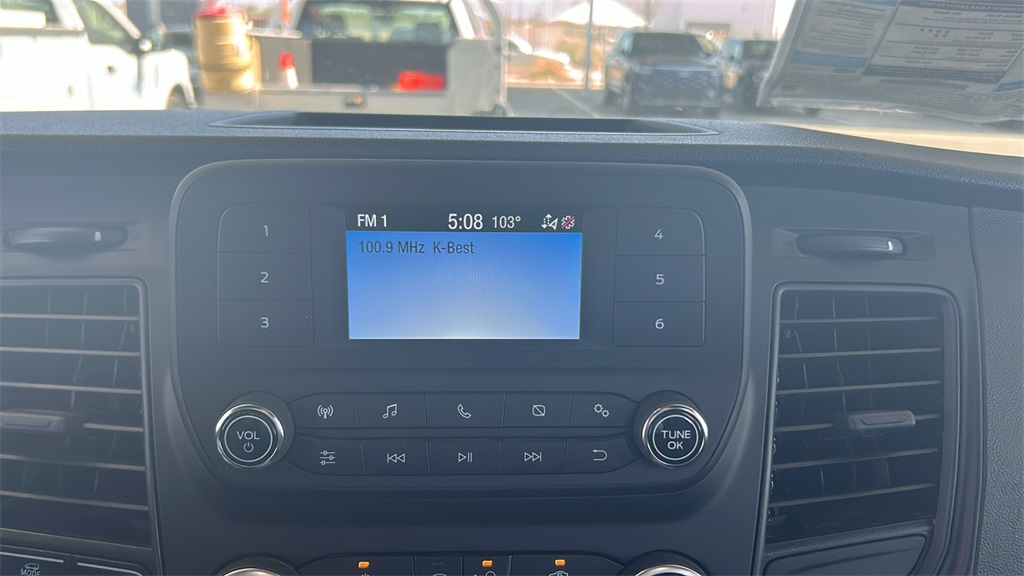 FM 1 5:08 103°
100.9 MHz K-Best
1
2
3
4
5
6
VOL
TUNE
OK
MODE